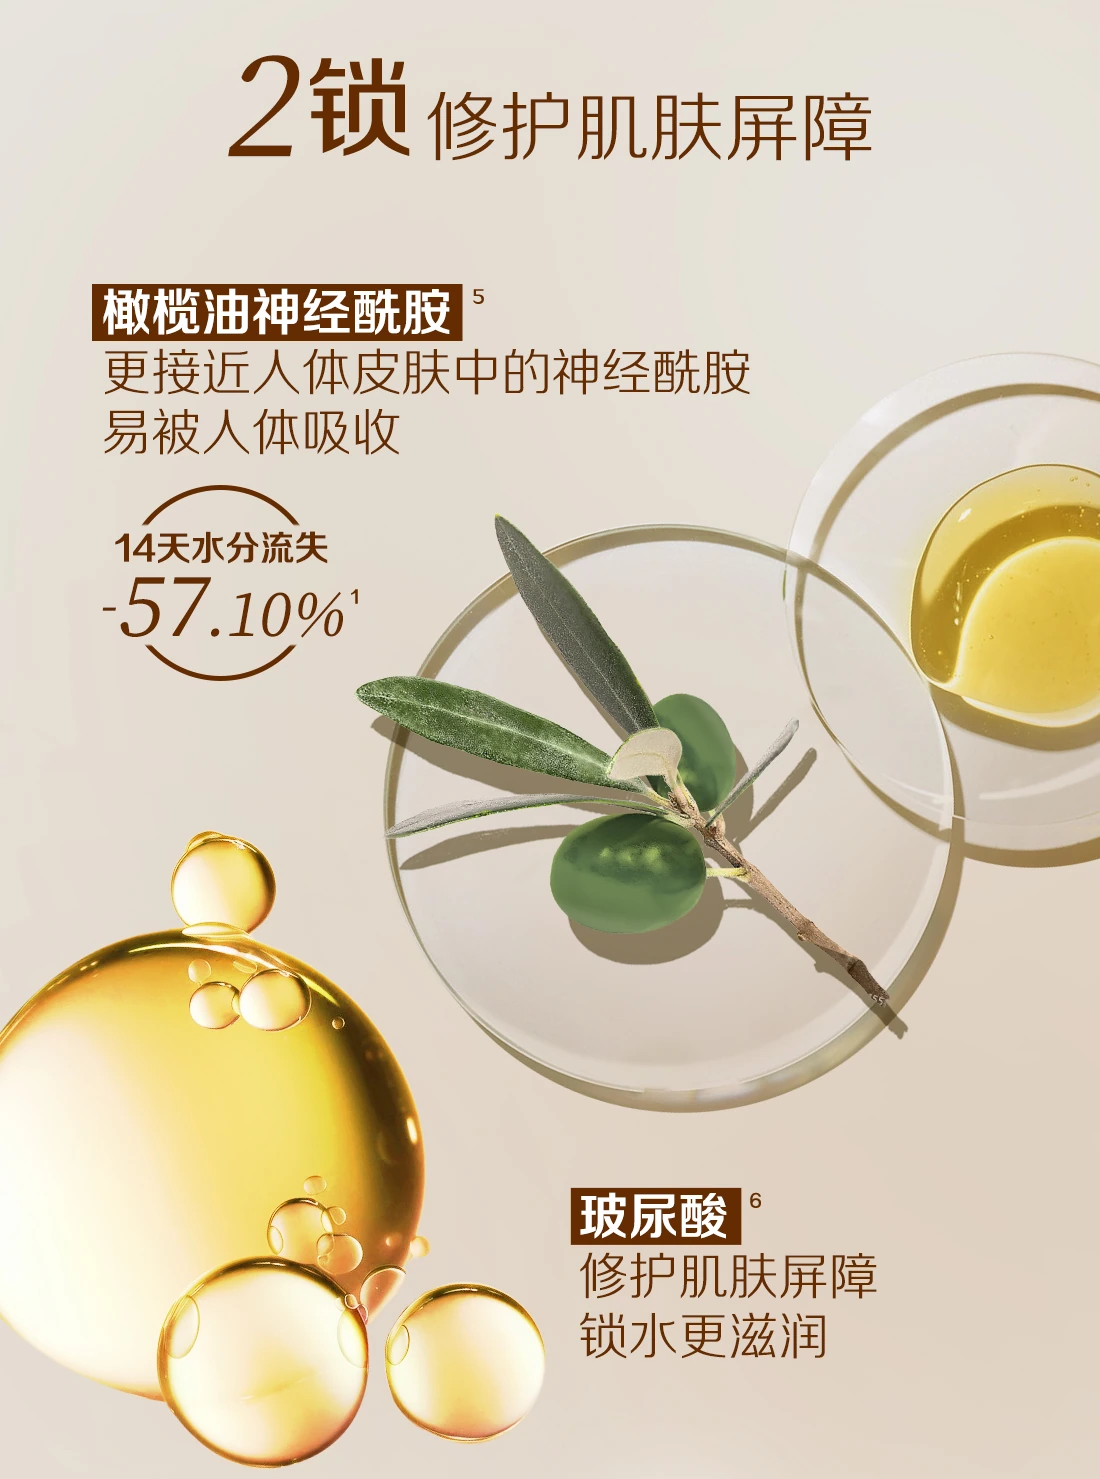 2锁 修护肌肤屏障
橄榄油神经酰胺5
更接近人体皮肤中的神经酰胺
易被人体吸收
14天水分流失
-57.10%1
玻尿酸6
修护肌肤屏障
锁水更滋润